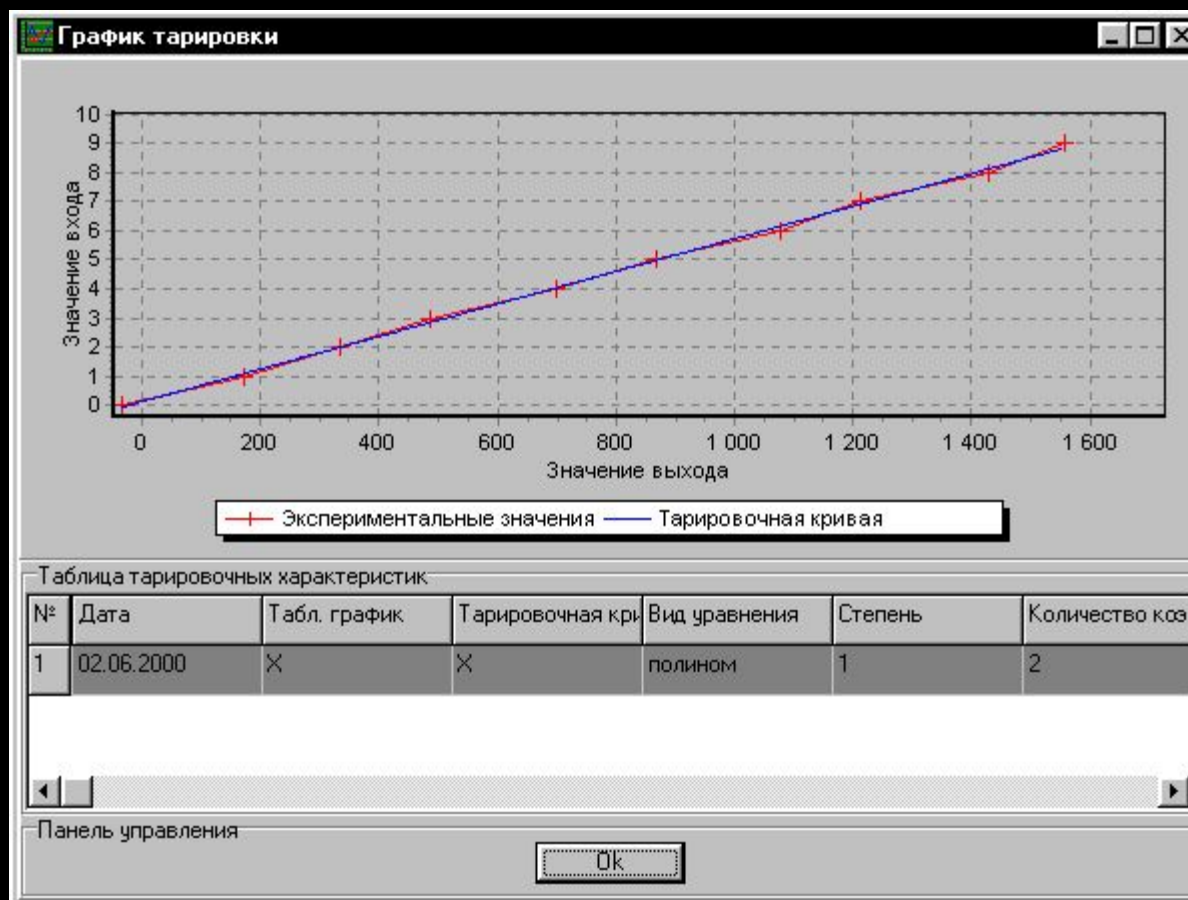 График тарировки
10
9
8
7
6
5
4
3
2
1
0
Значение входа
0 200 400 600 800 1 000 1 200 1 400 1 600
Значение выхода
Экспериментальные значения Тарировочная кривая
Таблица тарировочных характеристик
№ Дата Табл. график Тарировочная кри Вид уравнения Степень Количество коэ
1 02.06.2000 X X полином 1 2
Панель управления
Ok